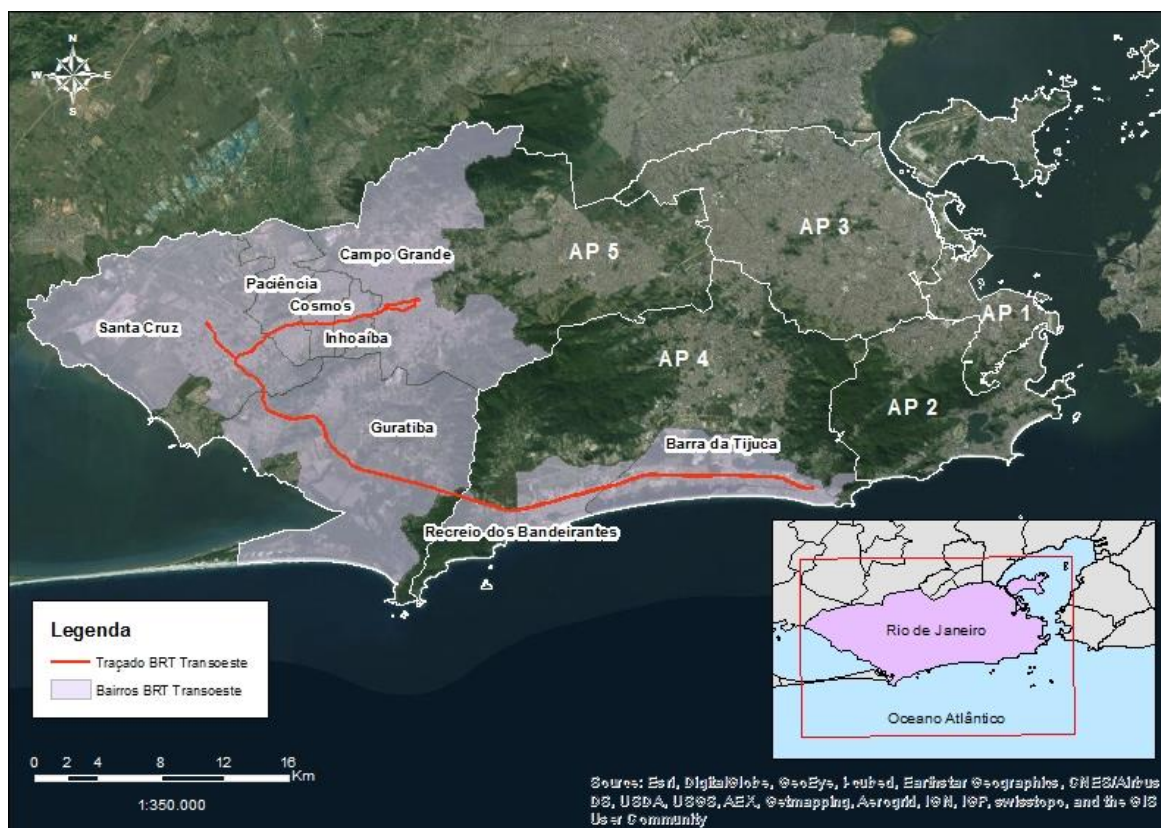 N
W E
S
Campo Grande
Paciência
Cosmos
Santa Cruz
Inhoaíba
Guratiba
Barra da Tijuca
Recreio dos Bandeirantes
AP 5
AP 3
AP 1
AP 4
AP 2
Legenda
Traçado BRT Transoeste
Bairros BRT Transoeste
0 2 4 8 12 16
Km
1:350.000
Rio de Janeiro
Oceano Atlântico
Source: Esri, DigitalGlobe, GeoEye, i-cubed, Earthstar Geographics, CNES/Airbus
DS, USDA, USGS, AEX, Getmapping, Aerogrid, IGN, IGP, swisstopo, and the GIS
User Community